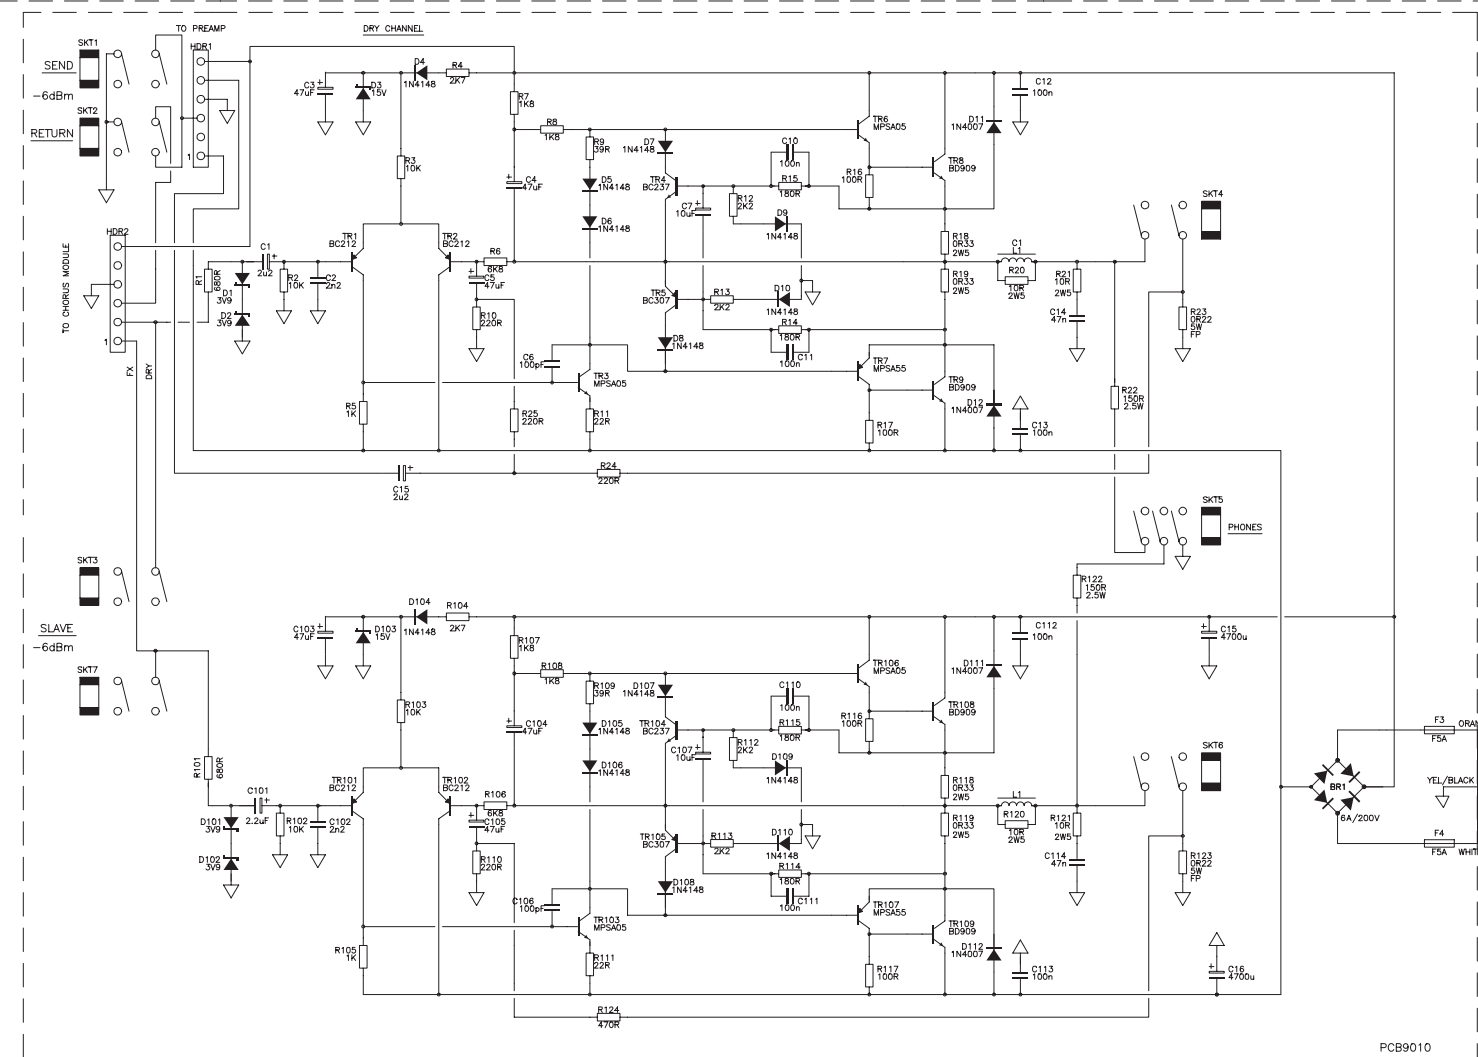 TO PREAMP
DRY CHANNEL
SKT1
HDR1
SEND
-6dBm
SKT2
RETURN
1
C3
47uF
D3
15V
D4
1N4148
R4
2K7
R7
1K8
R8
1K8
R9
39R
D7
1N4148
TR6
MPSA05
D11
1N4007
C12
100n
R3
10K
C4
47uF
D5
1N4148
TR4
BC237
C10
100n
R15
180R
R16
100R
TR8
BD909
D6
1N4148
C7
10uF
R12
2K2
D9
1N4148
SKT4
HDR2
TO CHORUS MODULE
1
FX
DRY
R1
680R
C1
2u2
D1
3V9
D2
3V9
R2
10K
C2
2n2
TR1
BC212
TR2
BC212
R6
6K8
C5
47uF
R10
220R
R18
0R33
2W5
R19
0R33
2W5
C1
L1
R20
10R
2W5
R21
10R
2W5
C14
47n
R23
0R22
5W
FP
TR5
BC307
R13
2K2
D10
1N4148
R14
180R
C11
100n
D8
1N4148
C6
100pF
TR3
MPSA05
TR7
MPSA55
TR9
BD909
D12
1N4007
R22
150R
2.5W
R5
1K
R25
220R
R11
22R
R17
100R
C13
100n
C15
2u2
R24
220R
SKT5
PHONES
SKT3
SLAVE
-6dBm
SKT7
R122
150R
2.5W
C103
47uF
D103
15V
D104
1N4148
R104
2K7
R107
1K8
R108
1K8
R109
39R
D107
1N4148
TR106
MPSA05
D111
1N4007
C112
100n
C15
4700u
R103
10K
C104
47uF
D105
1N4148
TR104
BC237
C110
100n
R115
180R
R116
100R
TR108
BD909
D106
1N4148
C107
10uF
R112
2K2
D109
1N4148
SKT6
F3
F5A
YEL/BLACK
BR1
6A/200V
F4
F5A
R101
680R
C101
2.2uF
D101
3V9
D102
3V9
R102
10K
C102
2n2
TR101
BC212
TR102
BC212
R106
6K8
C105
47uF
R110
220R
R118
0R33
2W5
R119
0R33
2W5
L1
R120
10R
2W5
R121
10R
2W5
C114
47n
R123
0R22
5W
FP
TR105
BC307
R113
2K2
D110
1N4148
R114
180R
C111
100n
D108
1N4148
C106
100pF
TR103
MPSA05
TR107
MPSA55
TR109
BD909
D112
1N4007
R105
1K
R111
22R
R117
100R
C113
100n
C16
4700u
R124
470R
PCB9010